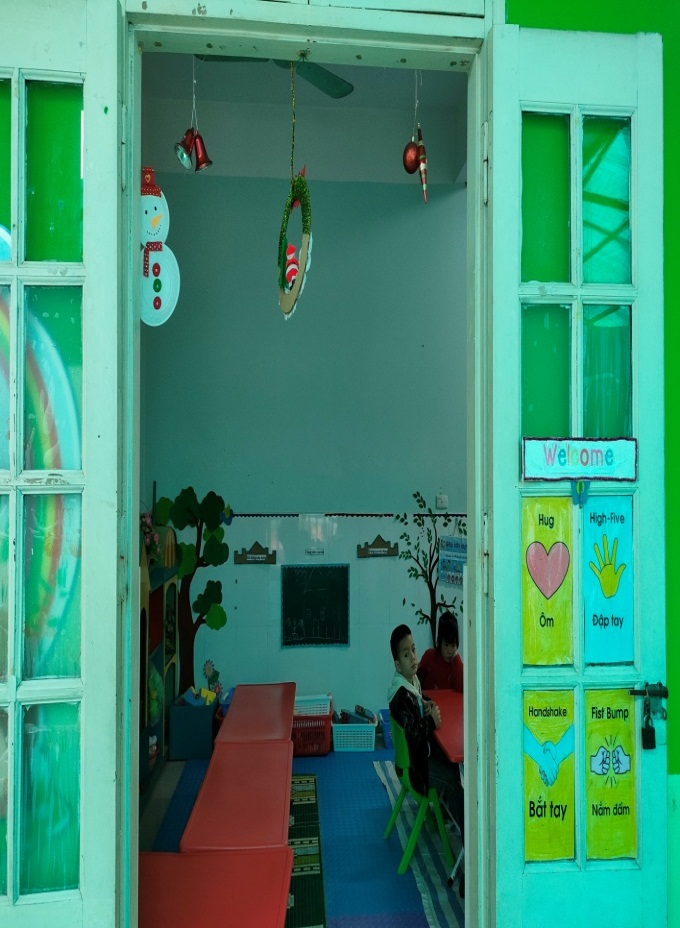 Welcome
Hug
Ôm
High-Five
Đập tay
Handshake
Bắt tay
Fist Bump
Nắm đấm